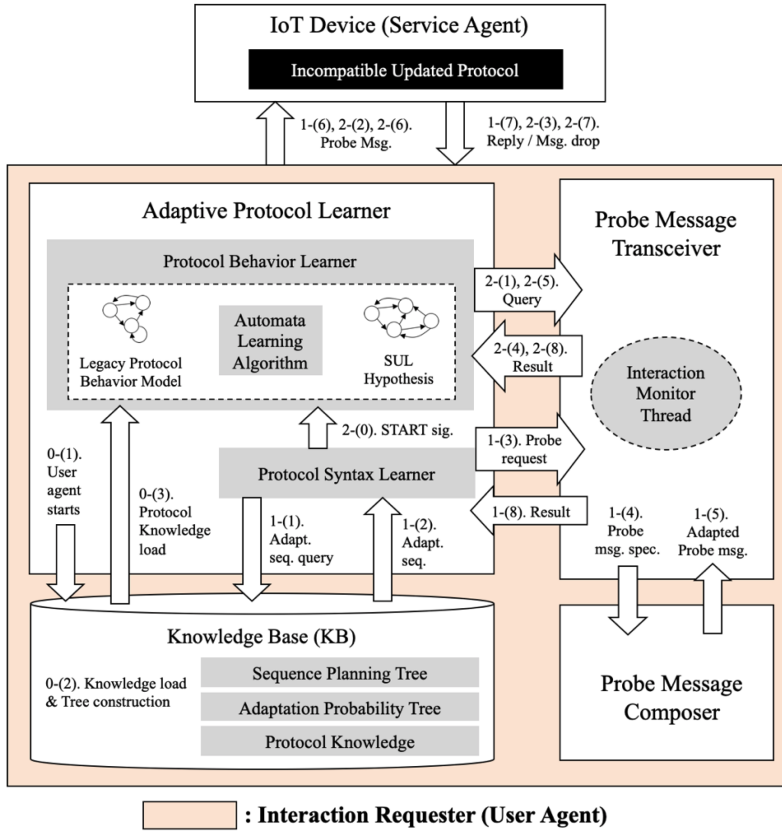 IoT Device (Service Agent)
Incompatible Updated Protocol
1-(6), 2-(2), 2-(6).
Probe Msg.
1-(7), 2-(3), 2-(7).
Reply / Msg. drop
Adaptive Protocol Learner
Protocol Behavior Learner
Legacy Protocol
Behavior Model
Automata
Learning
Algorithm
SUL
Hypothesis
2-(1), 2-(5).
Query
2-(4), 2-(8).
Result
Probe Message
Transceiver
Interaction
Monitor
Thread
2-(0). START sig.
Protocol Syntax Learner
1-(3). Probe
request
1-(8). Result
0-(1).
User
agent
starts
0-(3).
Protocol
Knowledge
load
1-(1).
Adapt.
seq. query
1-(2).
Adapt.
seq.
1-(4).
Probe
msg. spec.
1-(5).
Adapted
Probe msg.
Knowledge Base (KB)
0-(2). Knowledge load
& Tree construction
Sequence Planning Tree
Adaptation Probability Tree
Protocol Knowledge
Probe Message
Composer
: Interaction Requester (User Agent)